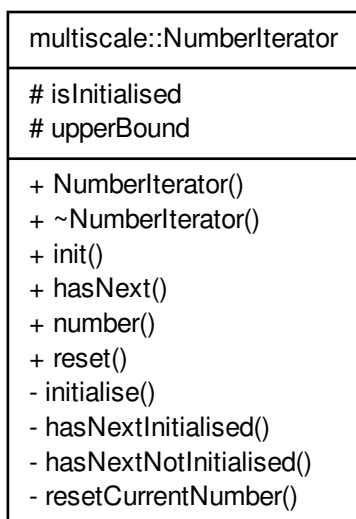 multiscale::NumberIterator
# isInitialised
# upperBound
+ NumberIterator()
+ ~NumberIterator()
+ init()
+ hasNext()
+ number()
+ reset()
- initialise()
- hasNextInitialised()
- hasNextNotInitialised()
- resetCurrentNumber()